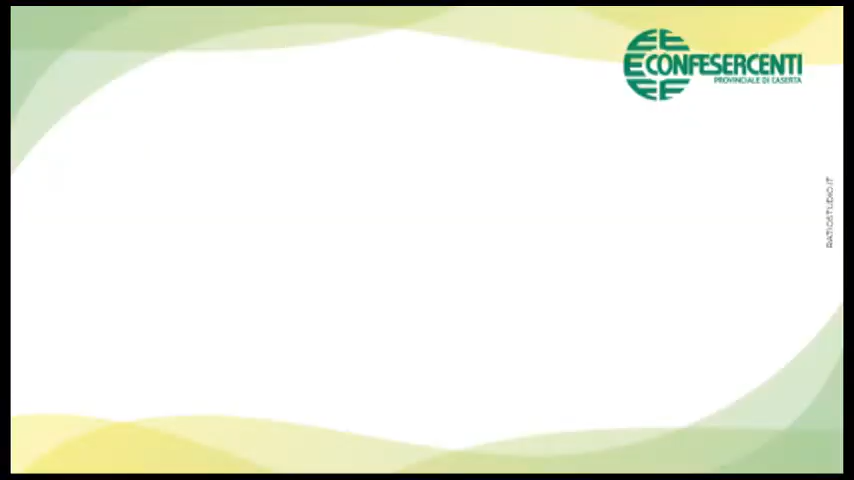 CONFESERCENTI
PROVINCIALE DI CASERTA
RATIOSTUDIO.IT